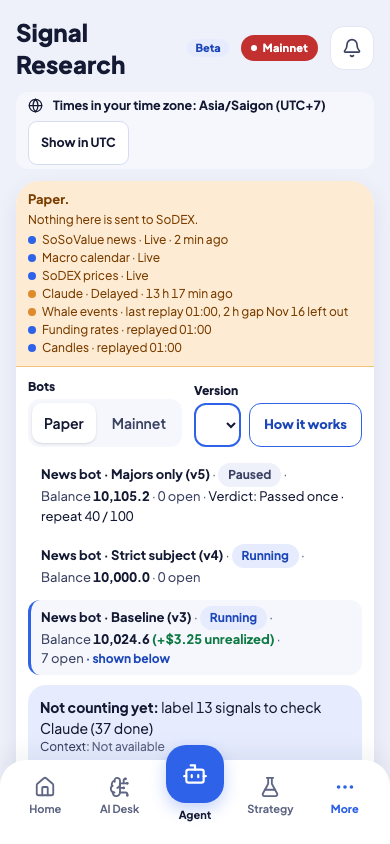 Signal
Research
Beta
Mainnet
Times in your time zone: Asia/Saigon (UTC+7)
Show in UTC
Paper.
Nothing here is sent to SoDEX.
SoSoValue news · Live · 2 min ago
Macro calendar · Live
SoDEX prices · Live
Claude · Delayed · 13 h 17 min ago
Whale events · last replay 01:00, 2 h gap Nov 16 left out
Funding rates · replayed 01:00
Candles · replayed 01:00
Bots
Version
Paper
Mainnet
How it works
News bot · Majors only (v5) · Paused ·
Balance 10,105.2 · 0 open · Verdict: Passed once ·
repeat 40 / 100
News bot · Strict subject (v4) · Running ·
Balance 10,000.0 · 0 open
News bot · Baseline (v3) · Running ·
Balance 10,024.6 (+$3.25 unrealized) ·
7 open · shown below
Not counting yet: label 13 signals to check
Claude (37 done)
Context: Not available
Home
AI Desk
Agent
Strategy
More